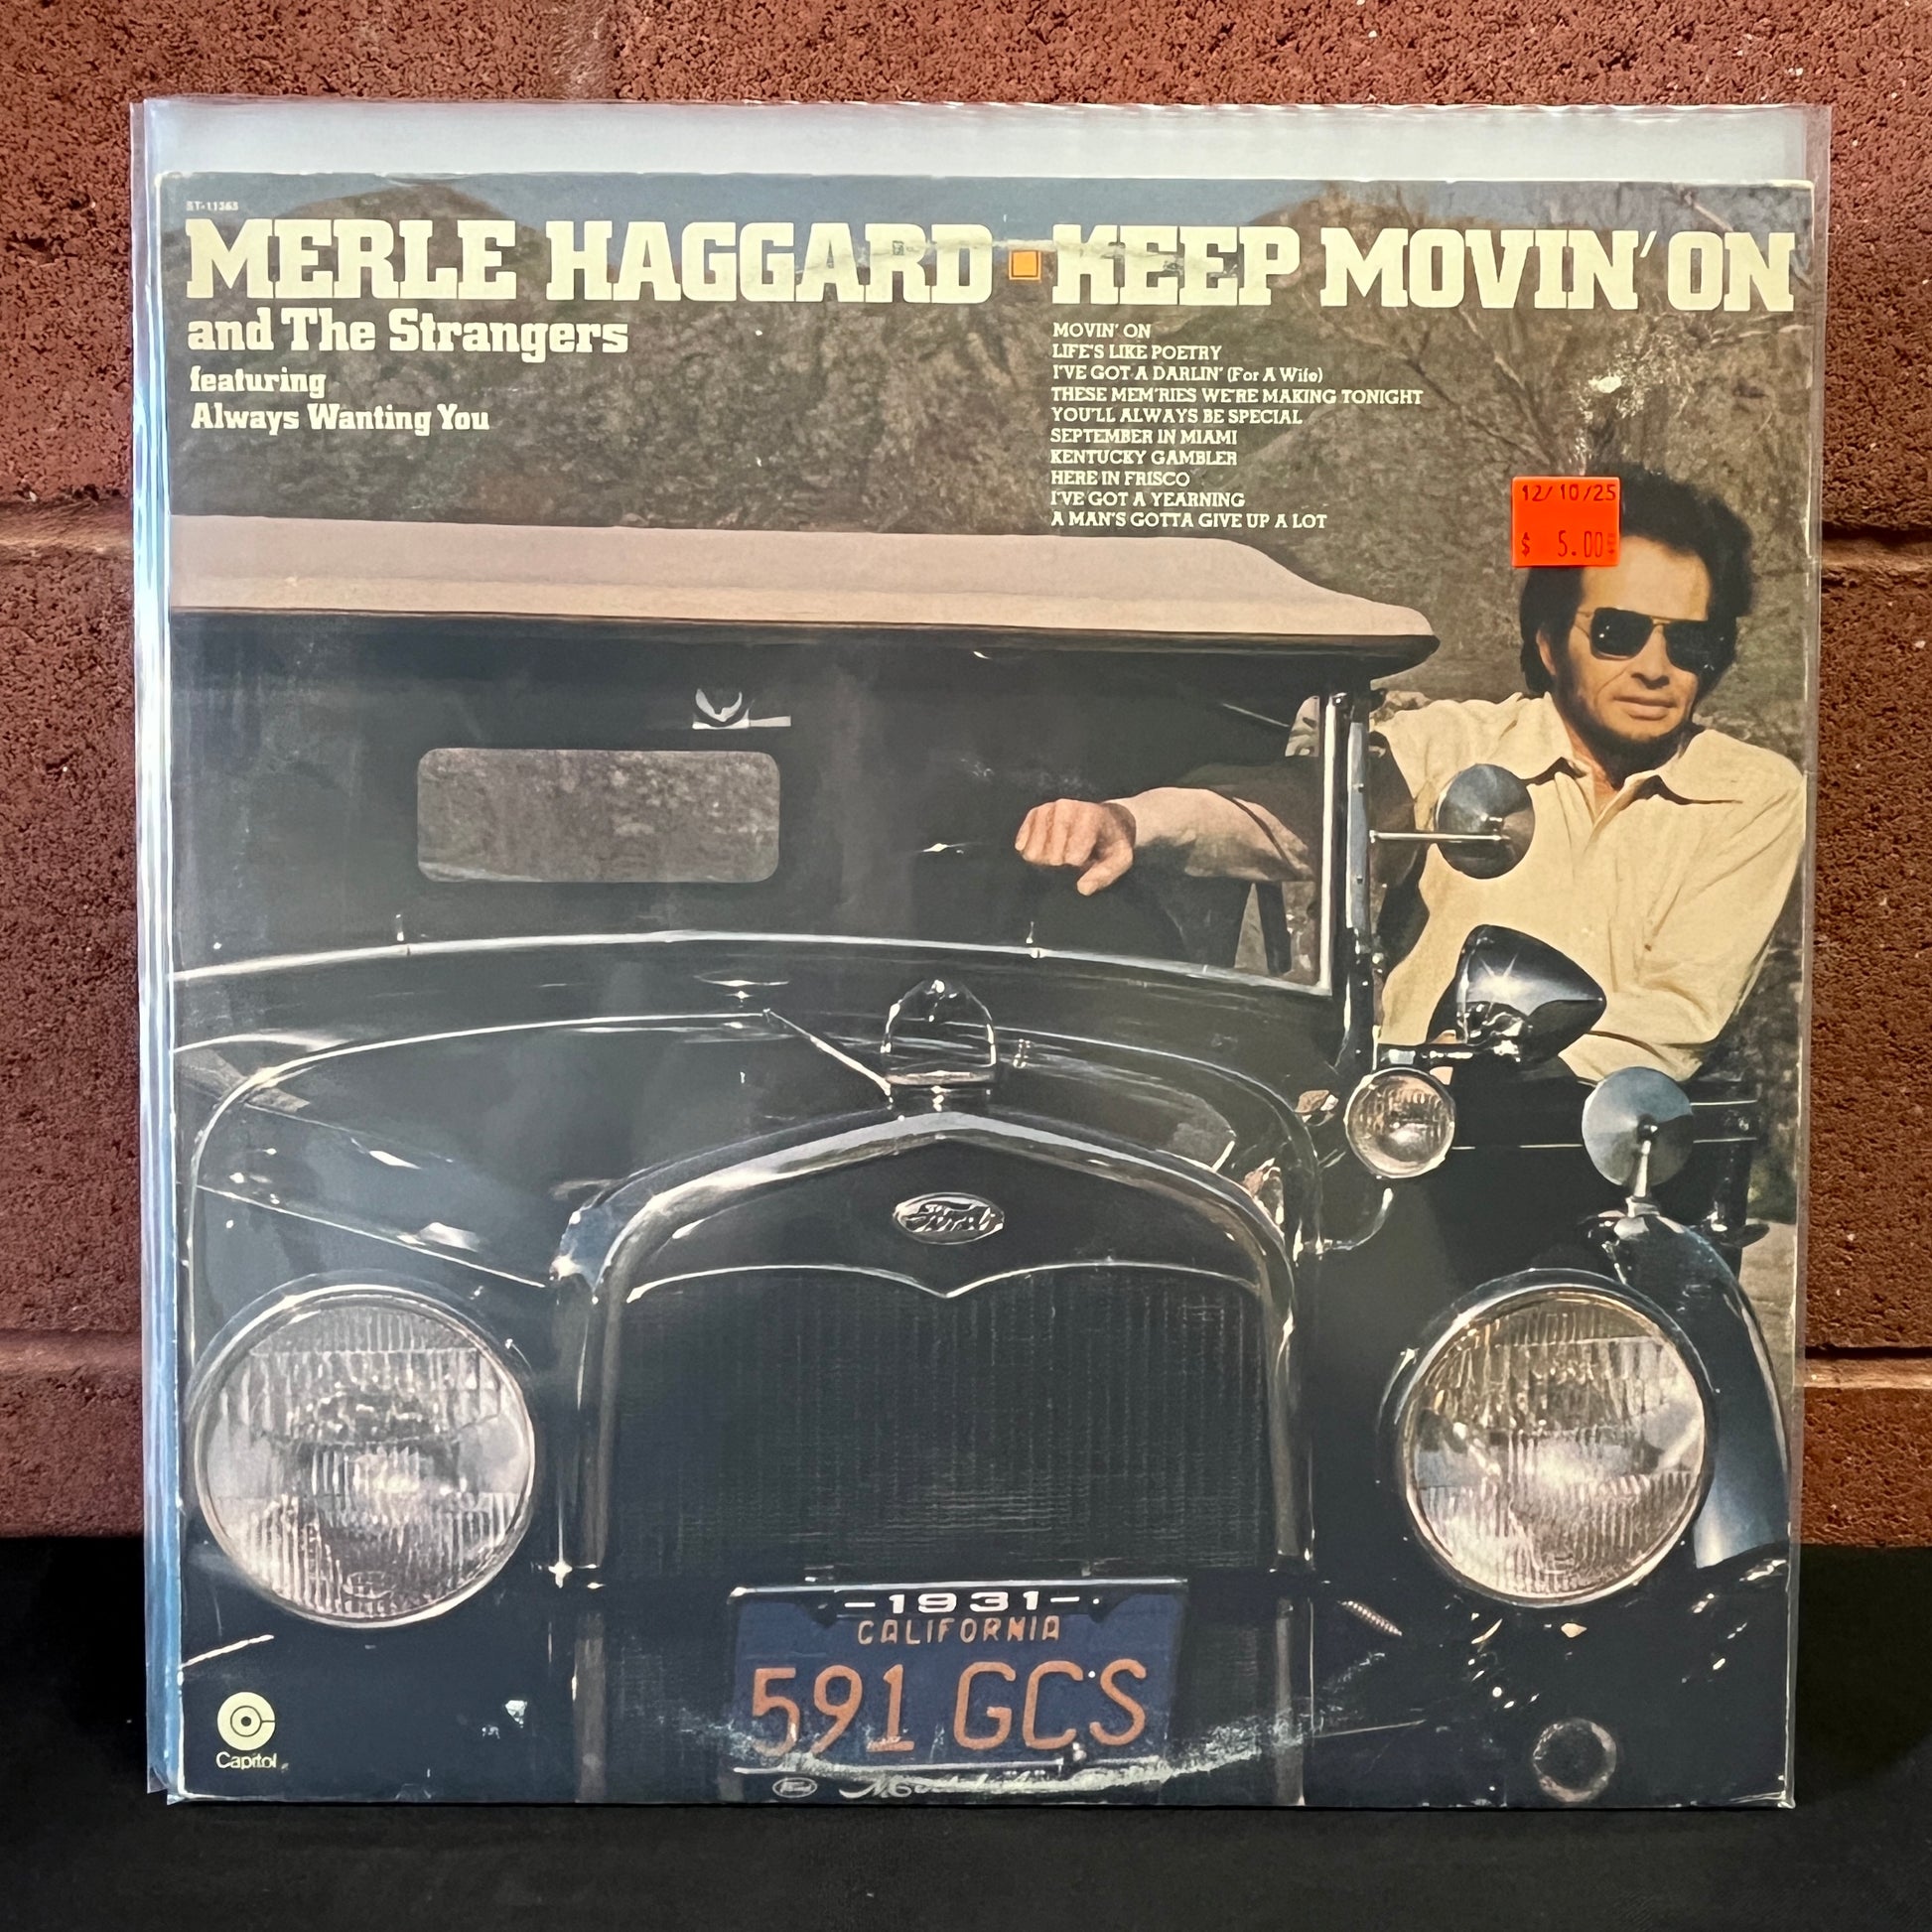 ST-11365
MERLE HAGGARD ▪ KEEP MOVIN' ON
and The Strangers
featuring
Always Wanting You
MOVIN' ON
LIFE'S LIKE POETRY
I'VE GOT A DARLIN' (For A Wife)
THESE MEM'RIES WE'RE MAKING TONIGHT
YOU'LL ALWAYS BE SPECIAL
SEPTEMBER IN MIAMI
KENTUCKY GAMBLER
HERE IN FRISCO
I'VE GOT A YEARNING
A MAN'S GOTTA GIVE UP A LOT
12/10/25
$ 5.00
Ford
-1931-
CALIFORNIA
591 GCS
Capitol
Ford